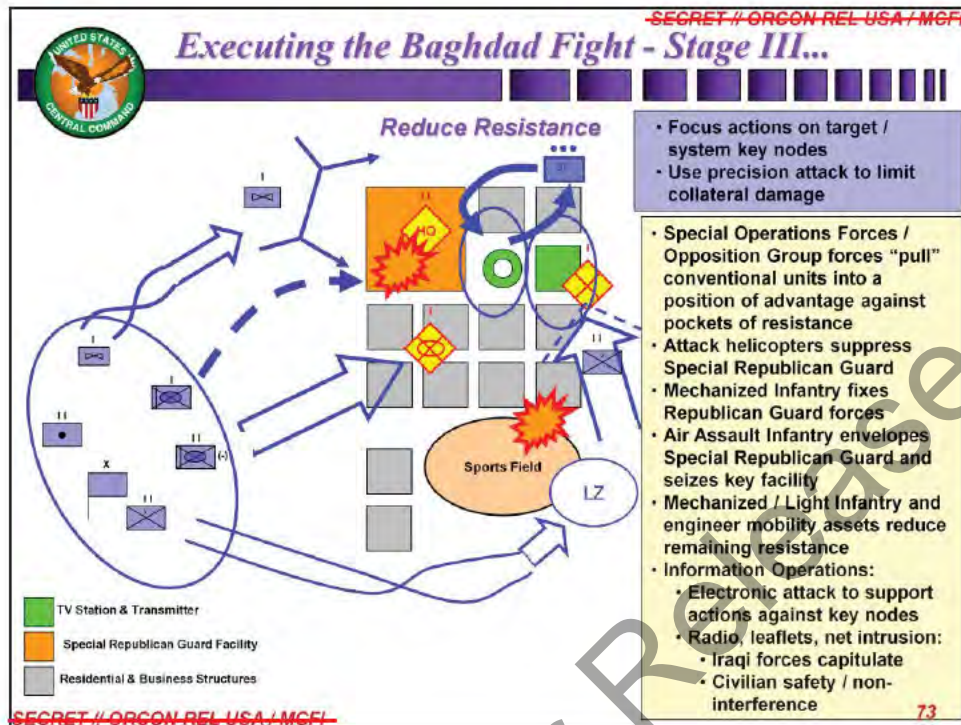 SECRET // ORCON REL USA / MCFI
Executing the Baghdad Fight - Stage III...
UNITED STATES
CENTRAL COMMAND
Reduce Resistance
• Focus actions on target /
system key nodes
• Use precision attack to limit
collateral damage
• Special Operations Forces /
Opposition Group forces “pull”
conventional units into a
position of advantage against
pockets of resistance
• Attack helicopters suppress
Special Republican Guard
• Mechanized Infantry fixes
Republican Guard forces
• Air Assault Infantry envelopes
Special Republican Guard and
seizes key facility
• Mechanized / Light Infantry and
engineer mobility assets reduce
remaining resistance
• Information Operations:
• Electronic attack to support
actions against key nodes
• Radio, leaflets, net intrusion:
• Iraqi forces capitulate
• Civilian safety / non-
interference
I
II
HQ
I
I
I
I
II
II
(-)
X
II
II
Sports Field
LZ
TV Station & Transmitter
Special Republican Guard Facility
Residential & Business Structures
Release
SECRET // ORCON REL USA / MCFI
73